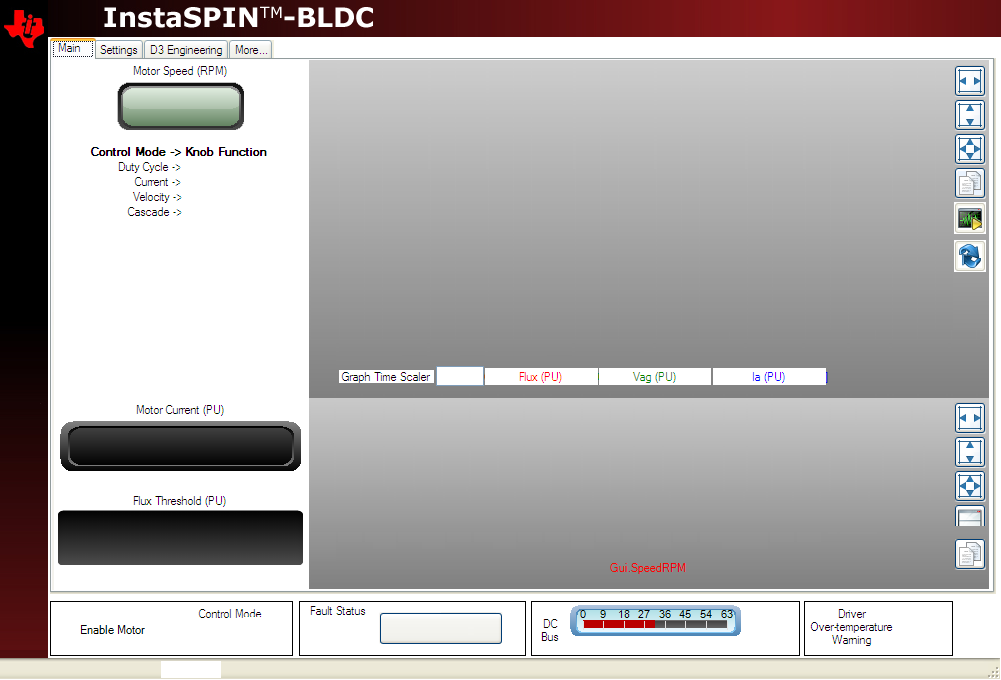 InstaSPIN™-BLDC
Main Settings D3 Engineering More...
Motor Speed (RPM)
Control Mode -> Knob Function
Duty Cycle ->
Current ->
Velocity ->
Cascade ->
Graph Time Scaler Flux (PU) Vag (PU) Ia (PU)
Motor Current (PU)
Flux Threshold (PU)
Gui.SpeedRPM
Control Mode
Enable Motor
Fault Status
DC
Bus
0 9 18 27 36 45 54 63
Driver
Over-temperature
Warning